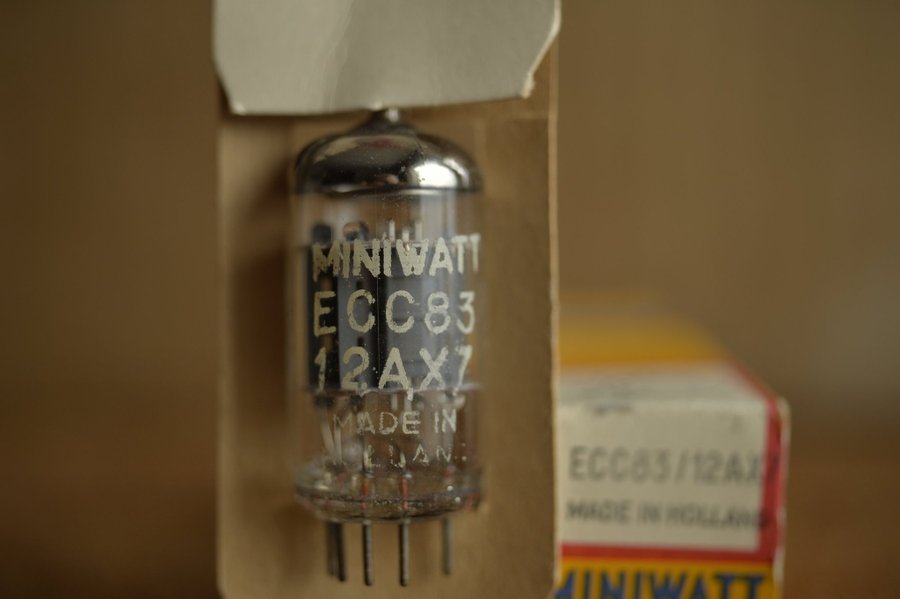 MINIWATT
ECC83
12AX7
MADE IN
ECC83/12AX7
MADE IN HOLLAND
MINIWATT